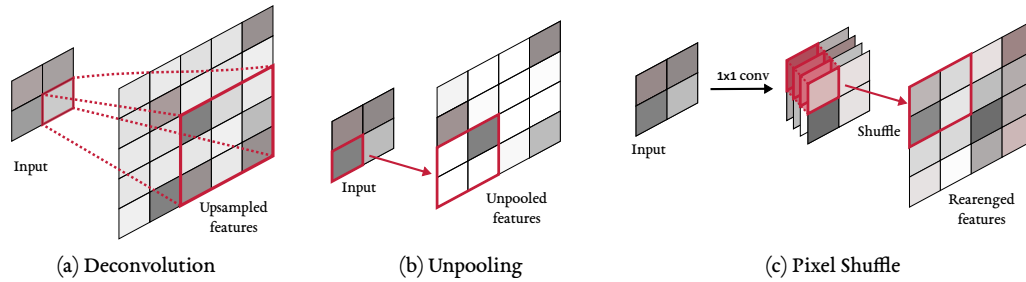 Input
Upsampled
features
(a) Deconvolution
Input
Unpooled
features
(b) Unpooling
Input
1x1 conv
Shuffle
Rearenged
features
(c) Pixel Shuffle